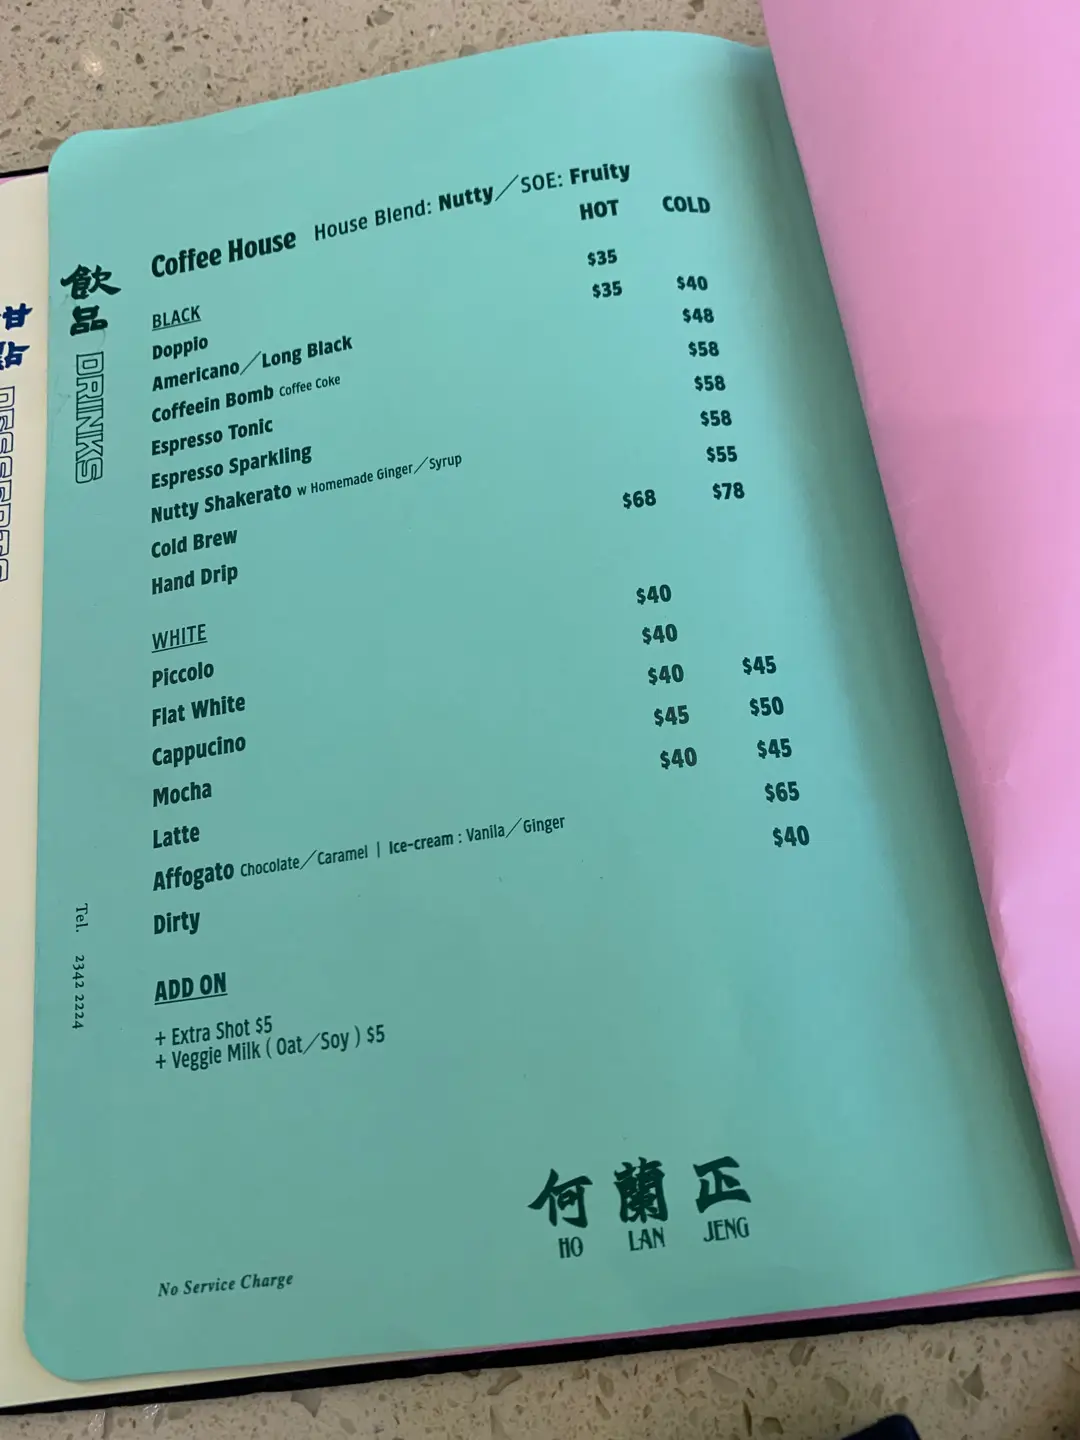 Coffee House House Blend: Nutty／SOE: Fruity
HOT COLD
BLACK
Doppio $35
Americano／Long Black $35 $40
Coffeein Bomb Coffee Coke $48
Espresso Tonic $58
Espresso Sparkling $58
Nutty Shakerato w Homemade Ginger／Syrup $58
Cold Brew $55
Hand Drip $68 $78
WHITE
Piccolo $40
Flat White $40
Cappucino $40 $45
Mocha $45 $50
Latte $40 $45
Affogato Chocolate／Caramel | Ice-cream : Vanila／Ginger $65
Dirty $40
ADD ON
+ Extra Shot $5
+ Veggie Milk ( Oat／Soy ) $5
飲品 DRINKS
Tel. 2342 2224
何蘭正
HO LAN JENG
No Service Charge